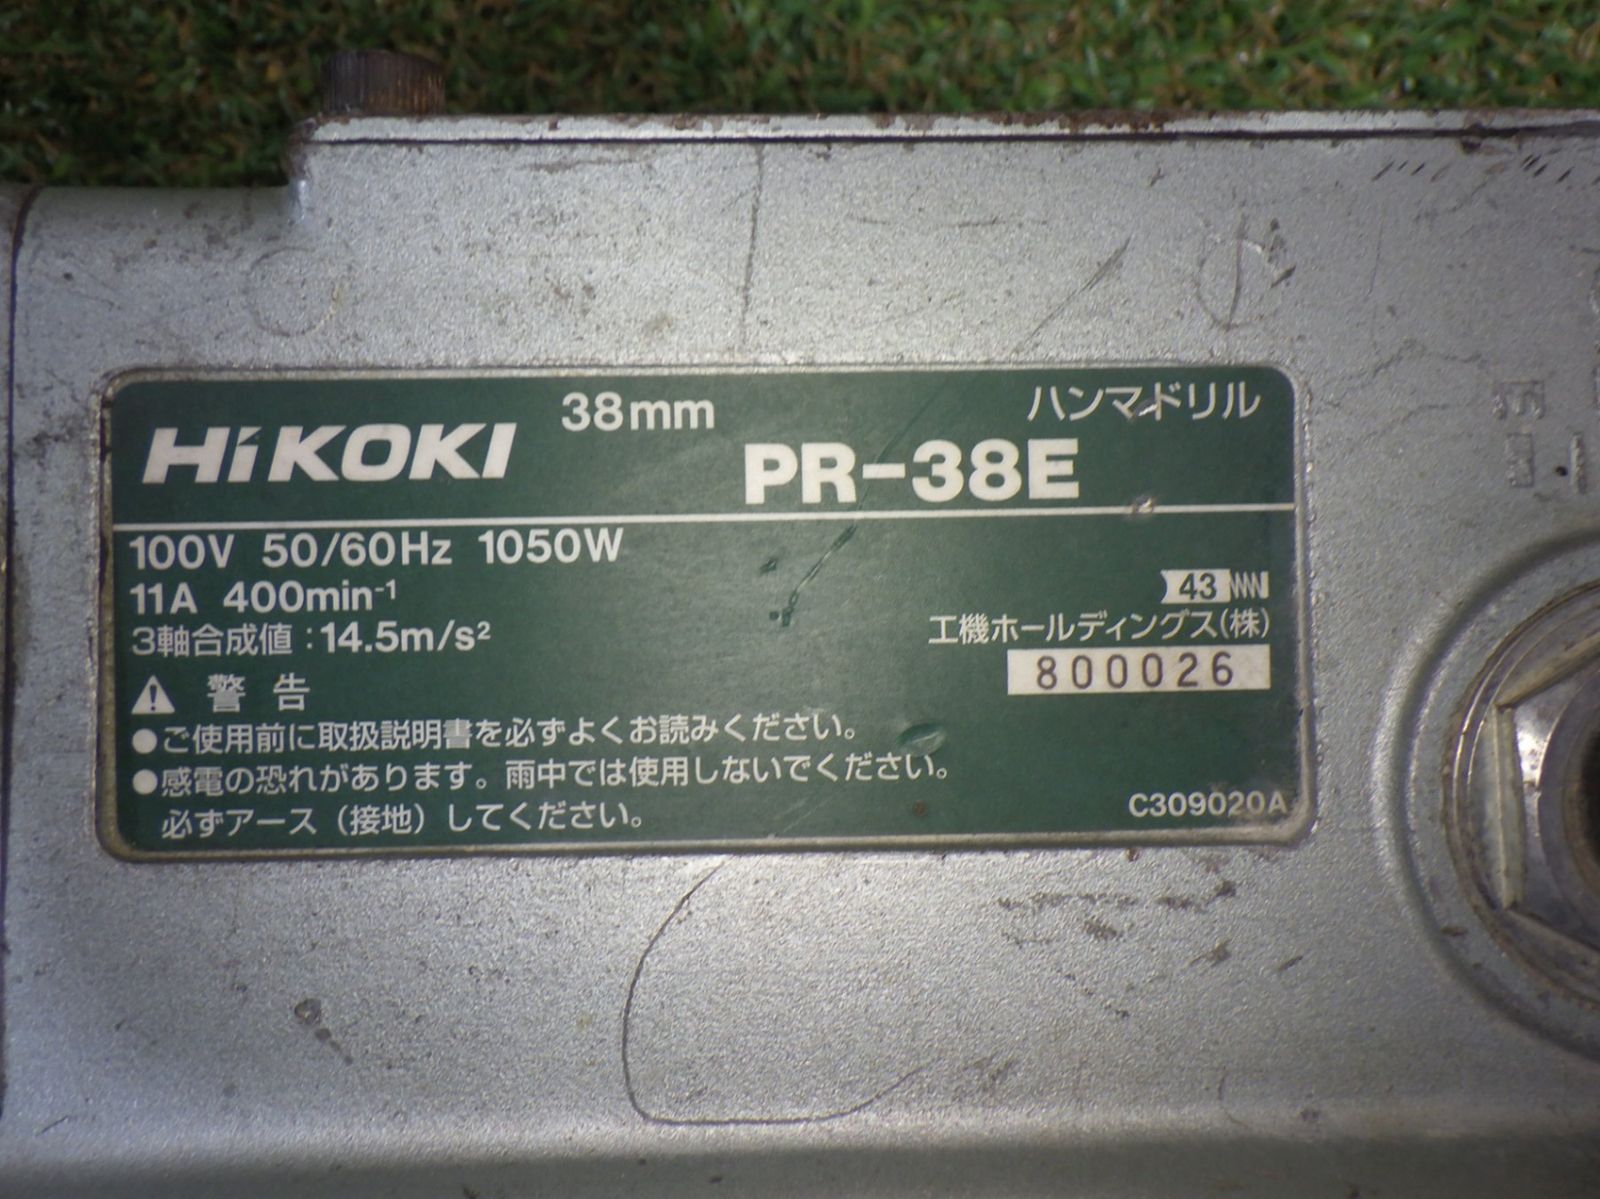 38mm ハンマドリル
HiKOKI PR-38E
100V 50/60Hz 1050W
11A 400min⁻¹
43
3軸合成値：14.5m/s²
工機ホールディングス(株)
800026
⚠ 警告
●ご使用前に取扱説明書を必ずよくお読みください。
●感電の恐れがあります。雨中では使用しないでください。
必ずアース（接地）してください。
C309020A